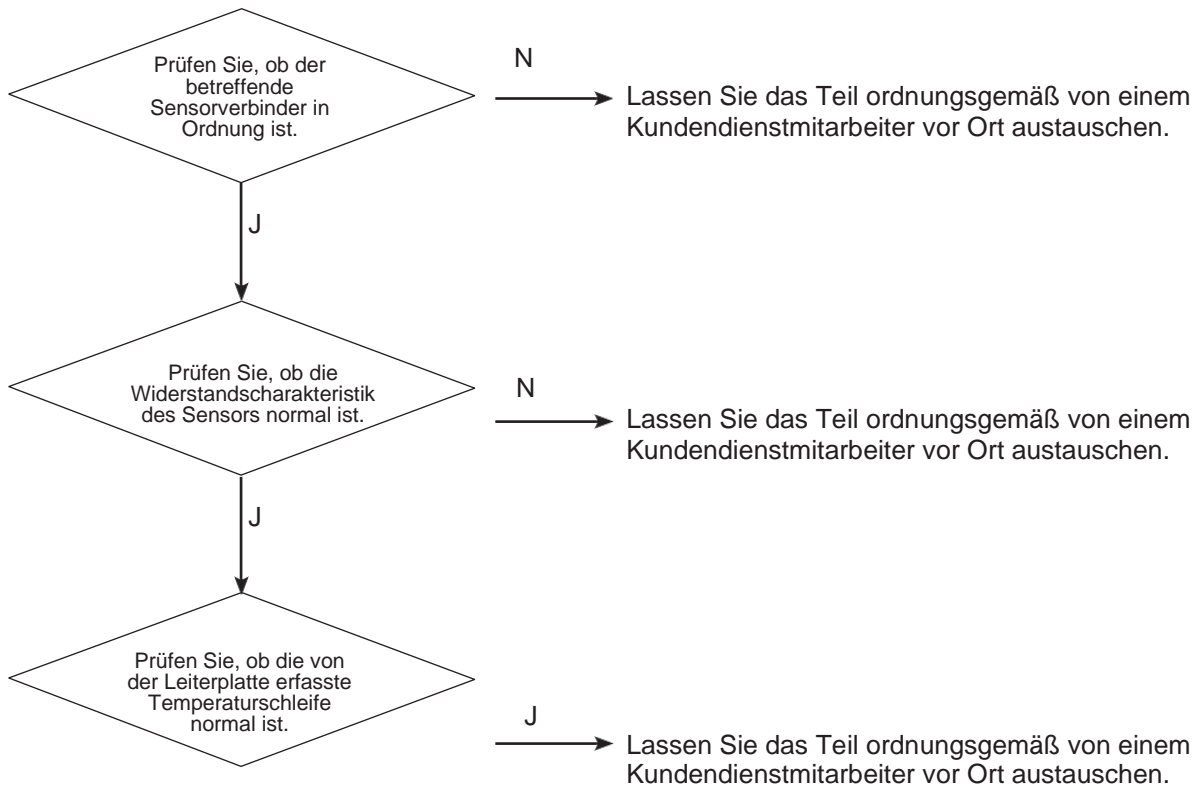 Prüfen Sie, ob der
betreffende
Sensorverbinder in
Ordnung ist.
N
Lassen Sie das Teil ordnungsgemäß von einem
Kundendienstmitarbeiter vor Ort austauschen.
J
Prüfen Sie, ob die
Widerstandscharakteristik
des Sensors normal ist.
N
Lassen Sie das Teil ordnungsgemäß von einem
Kundendienstmitarbeiter vor Ort austauschen.
J
Prüfen Sie, ob die von
der Leiterplatte erfasste
Temperaturschleife
normal ist.
J
Lassen Sie das Teil ordnungsgemäß von einem
Kundendienstmitarbeiter vor Ort austauschen.